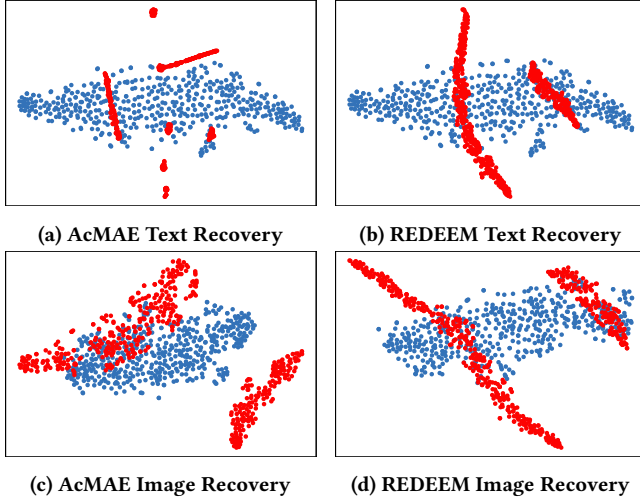 (a) AcMAE Text Recovery
(b) REDEEM Text Recovery
(c) AcMAE Image Recovery
(d) REDEEM Image Recovery